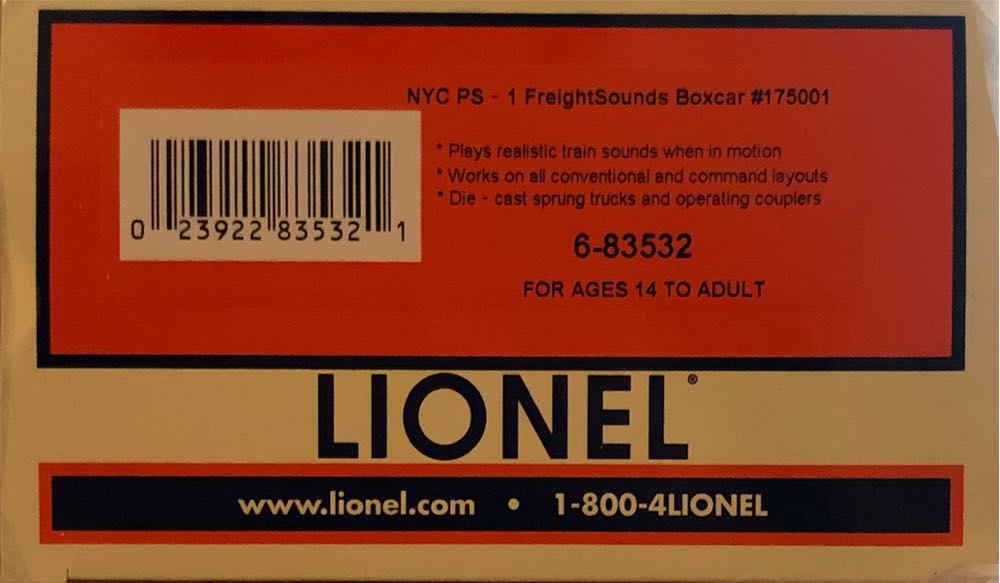 NYC PS - 1 FreightSounds Boxcar #175001
* Plays realistic train sounds when in motion
* Works on all conventional and command layouts
* Die - cast sprung trucks and operating couplers
0 23922 83532 1
6-83532
FOR AGES 14 TO ADULT
LIONEL®
www.lionel.com • 1-800-4LIONEL